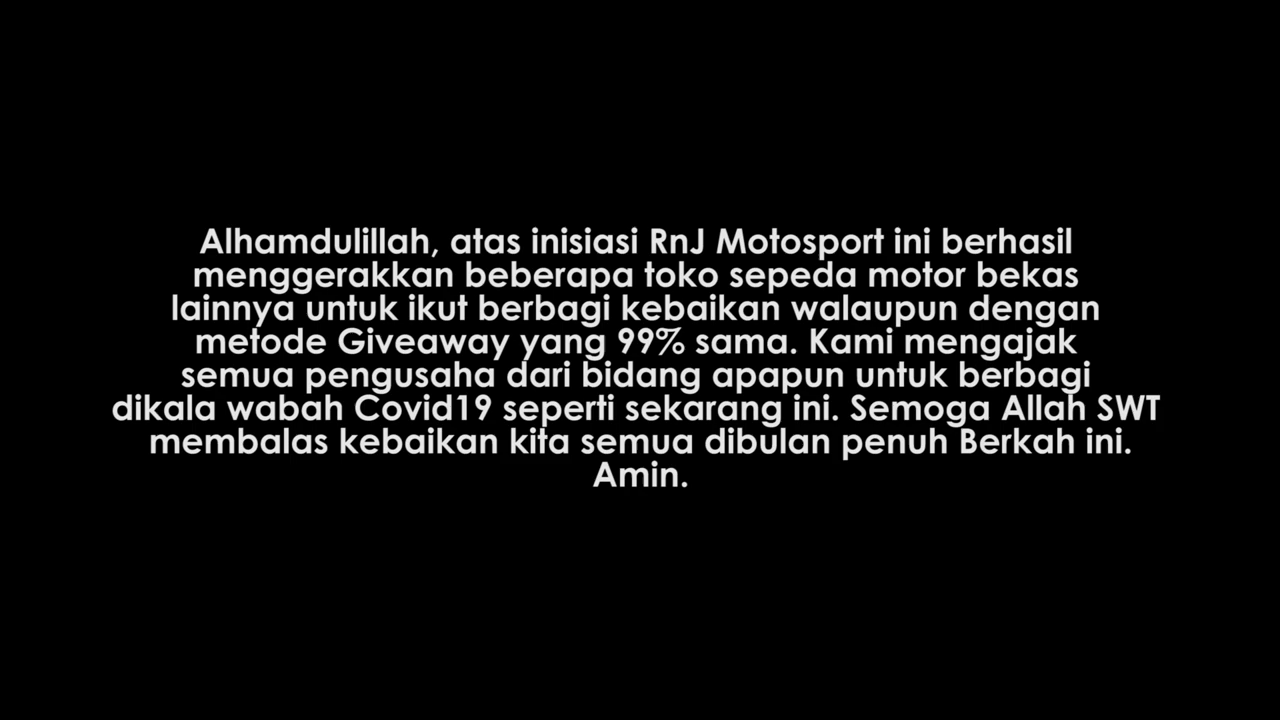 Alhamdulillah, atas inisiasi RnJ Motosport ini berhasil
menggerakkan beberapa toko sepeda motor bekas
lainnya untuk ikut berbagi kebaikan walaupun dengan
metode Giveaway yang 99% sama. Kami mengajak
semua pengusaha dari bidang apapun untuk berbagi
dikala wabah Covid19 seperti sekarang ini. Semoga Allah SWT
membalas kebaikan kita semua dibulan penuh Berkah ini.
Amin.